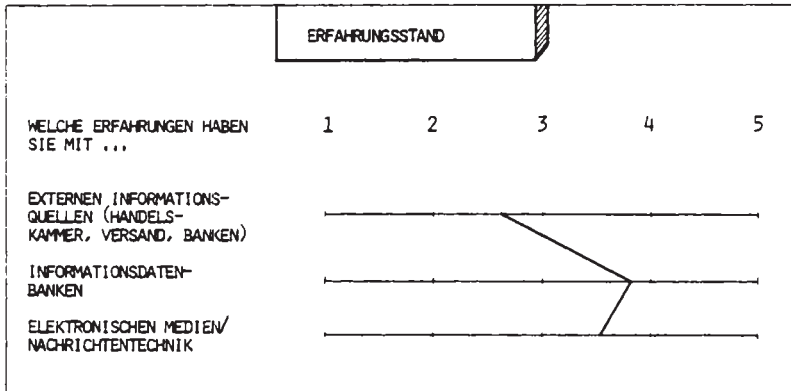 ERFAHRUNGSSTAND
WELCHE ERFAHRUNGEN HABEN
SIE MIT ...
1 2 3 4 5
EXTERNEN INFORMATIONS-
QUELLEN (HANDELS-
KAMMER, VERSAND, BANKEN)
INFORMATIONSDATEN-
BANKEN
ELEKTRONISCHEN MEDIEN/
NACHRICHTENTECHNIK